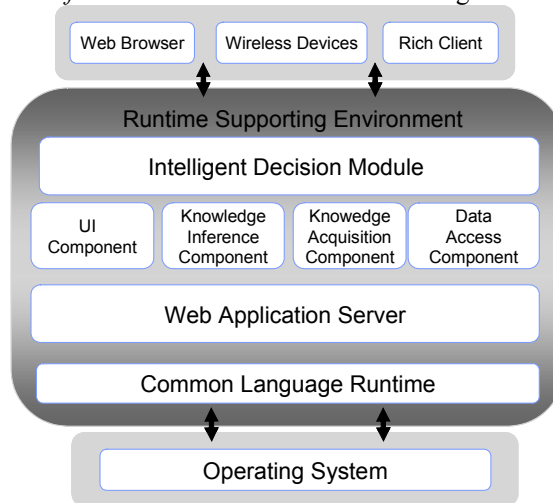 Web Browser
Wireless Devices
Rich Client
Runtime Supporting Environment
Intelligent Decision Module
UI
Component
Knowledge
Inference
Component
Knowedge
Acquisition
Component
Data
Access
Component
Web Application Server
Common Language Runtime
Operating System